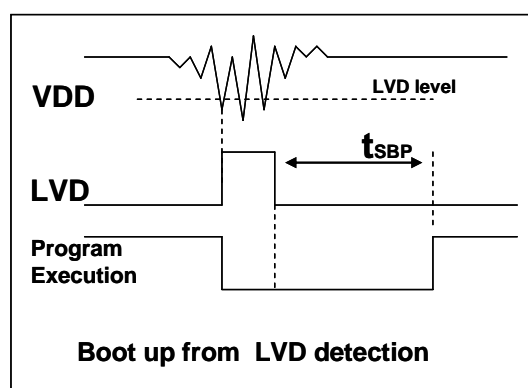 LVD level
VDD
tSBP
LVD
Program
Execution
Boot up from LVD detection